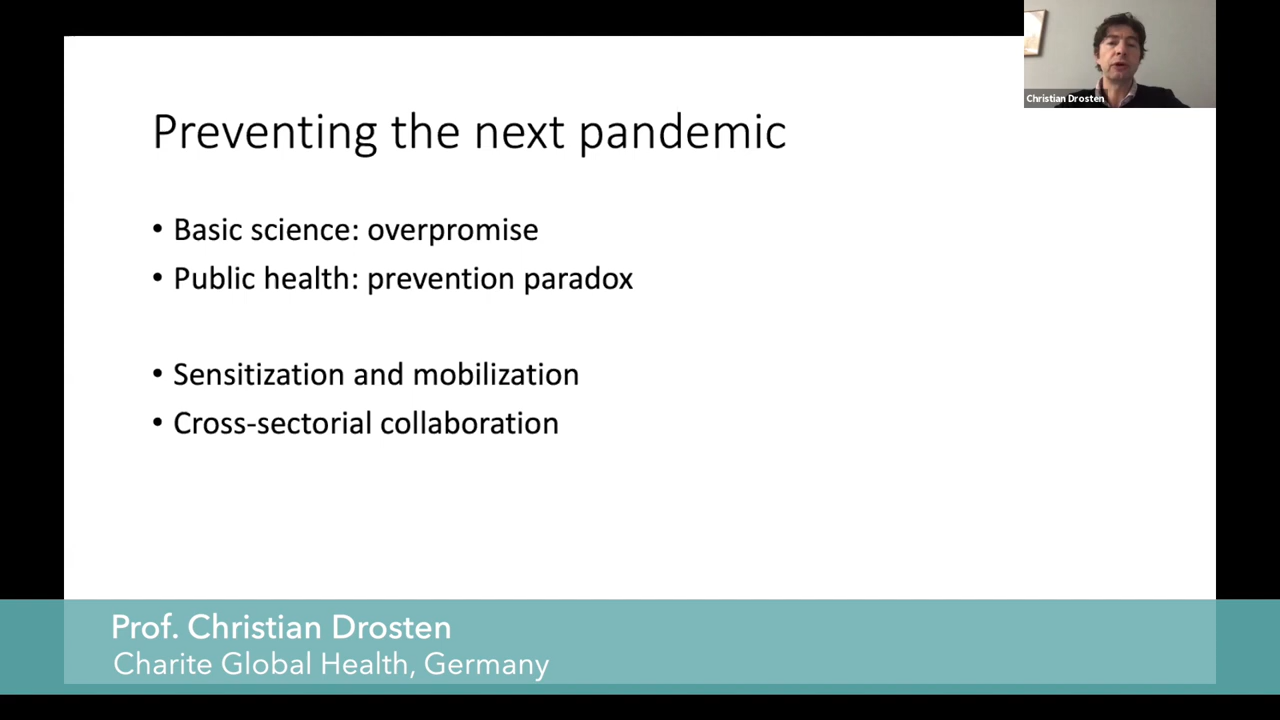 Christian Drosten
Preventing the next pandemic
• Basic science: overpromise
• Public health: prevention paradox
• Sensitization and mobilization
• Cross-sectorial collaboration
Prof. Christian Drosten
Charite Global Health, Germany